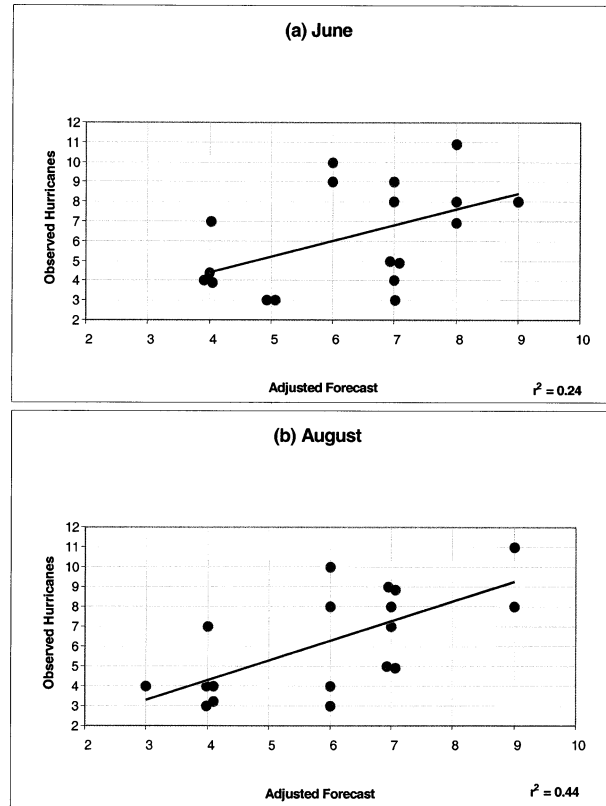 (a) June
Observed Hurricanes
12
11
10
9
8
7
6
5
4
3
2
2 3 4 5 6 7 8 9 10
Adjusted Forecast
r² = 0.24
(b) August
Observed Hurricanes
12
11
10
9
8
7
6
5
4
3
2
2 3 4 5 6 7 8 9 10
Adjusted Forecast
r² = 0.44